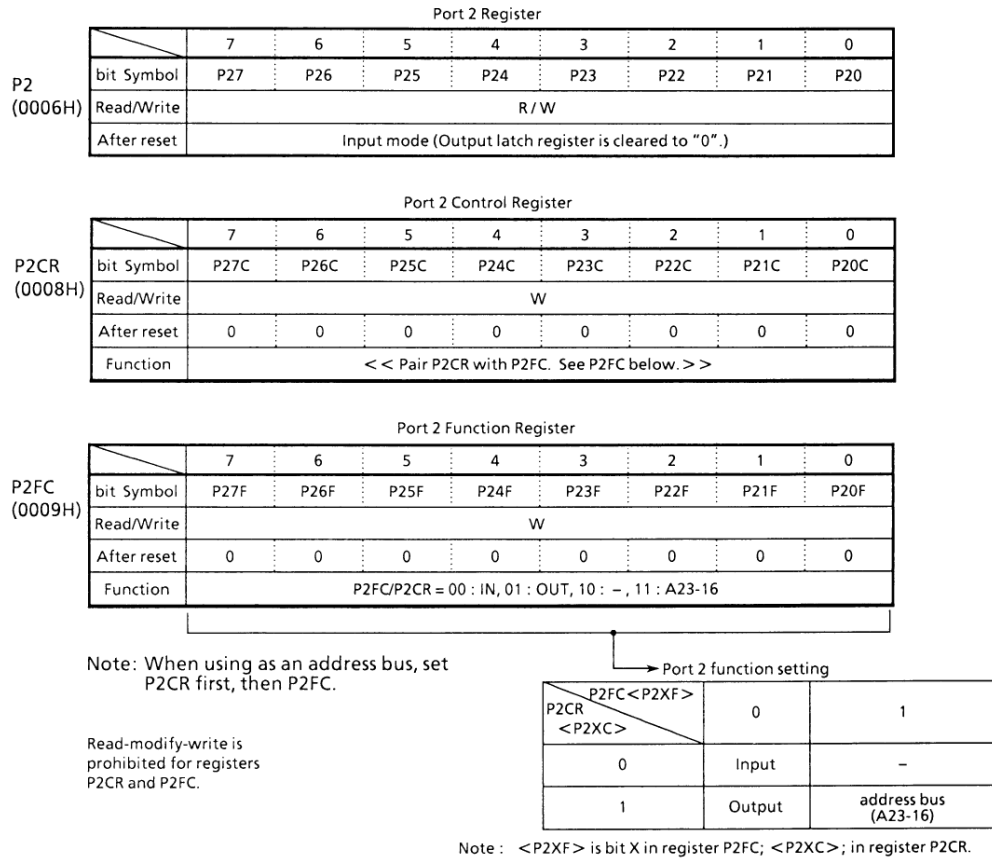 Port 2 Register
7 6 5 4 3 2 1 0
P2
(0006H)
bit Symbol P27 P26 P25 P24 P23 P22 P21 P20
Read/Write R / W
After reset Input mode (Output latch register is cleared to "0".)
Port 2 Control Register
7 6 5 4 3 2 1 0
P2CR
(0008H)
bit Symbol P27C P26C P25C P24C P23C P22C P21C P20C
Read/Write W
After reset 0 0 0 0 0 0 0 0
Function << Pair P2CR with P2FC. See P2FC below. >>
Port 2 Function Register
7 6 5 4 3 2 1 0
P2FC
(0009H)
bit Symbol P27F P26F P25F P24F P23F P22F P21F P20F
Read/Write W
After reset 0 0 0 0 0 0 0 0
Function P2FC/P2CR = 00 : IN, 01 : OUT, 10 : – , 11 : A23-16
Note: When using as an address bus, set
P2CR first, then P2FC.
Read-modify-write is
prohibited for registers
P2CR and P2FC.
Port 2 function setting
P2FC<P2XF>
P2CR
<P2XC>
0 1
0 Input –
1 Output address bus
(A23-16)
Note : <P2XF> is bit X in register P2FC; <P2XC>; in register P2CR.